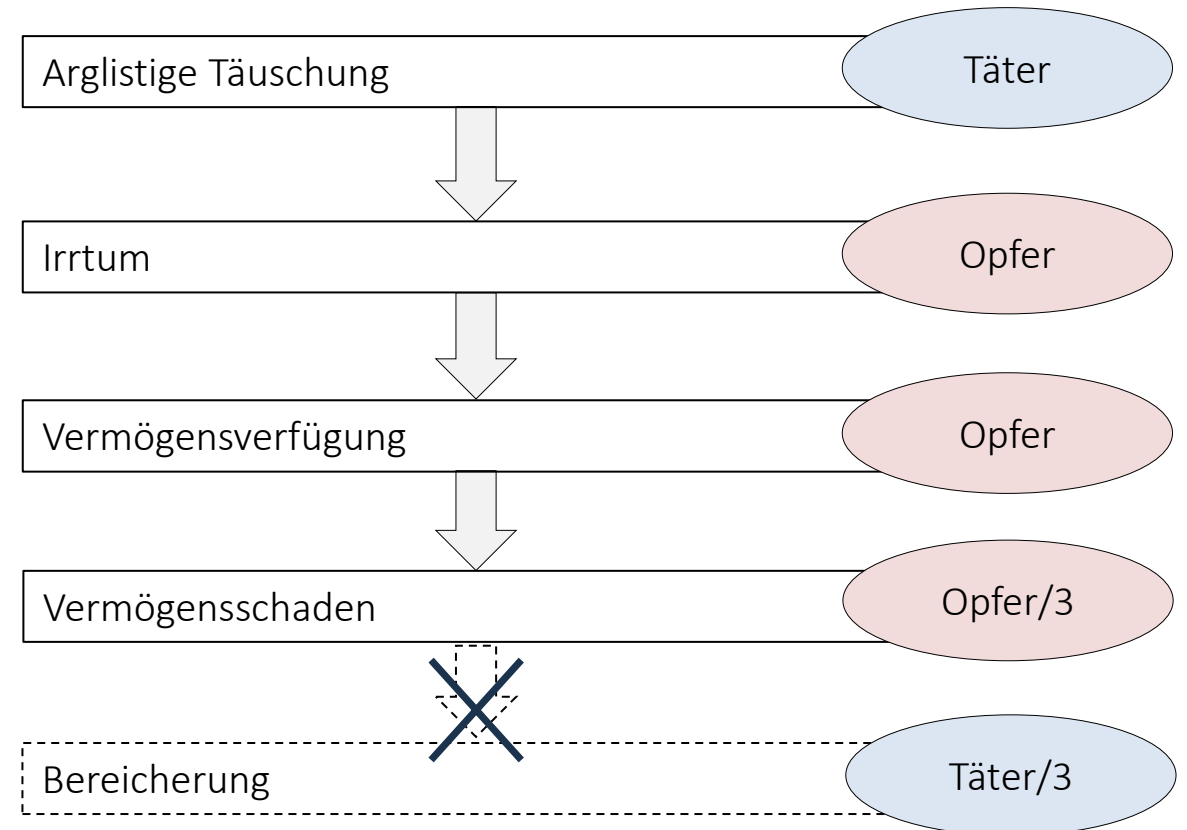 Arglistige Täuschung
Täter
Irrtum
Opfer
Vermögensverfügung
Opfer
Vermögensschaden
Opfer/3
Bereicherung
Täter/3